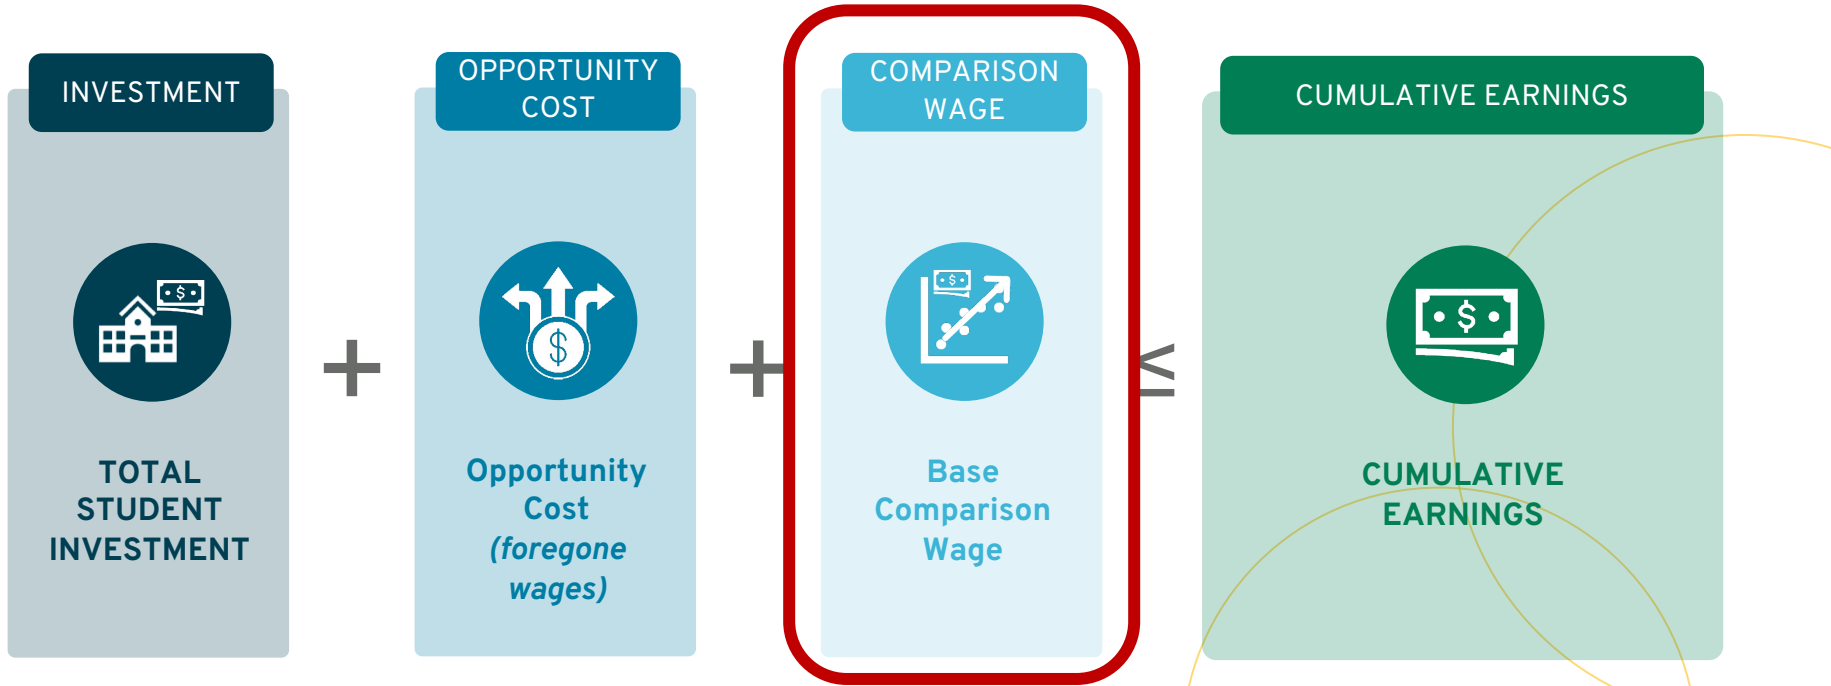 INVESTMENT
TOTAL
STUDENT
INVESTMENT
+
OPPORTUNITY
COST
$
Opportunity
Cost
(foregone
wages)
+
COMPARISON
WAGE
$
Base
Comparison
Wage
≤
CUMULATIVE EARNINGS
$
CUMULATIVE
EARNINGS